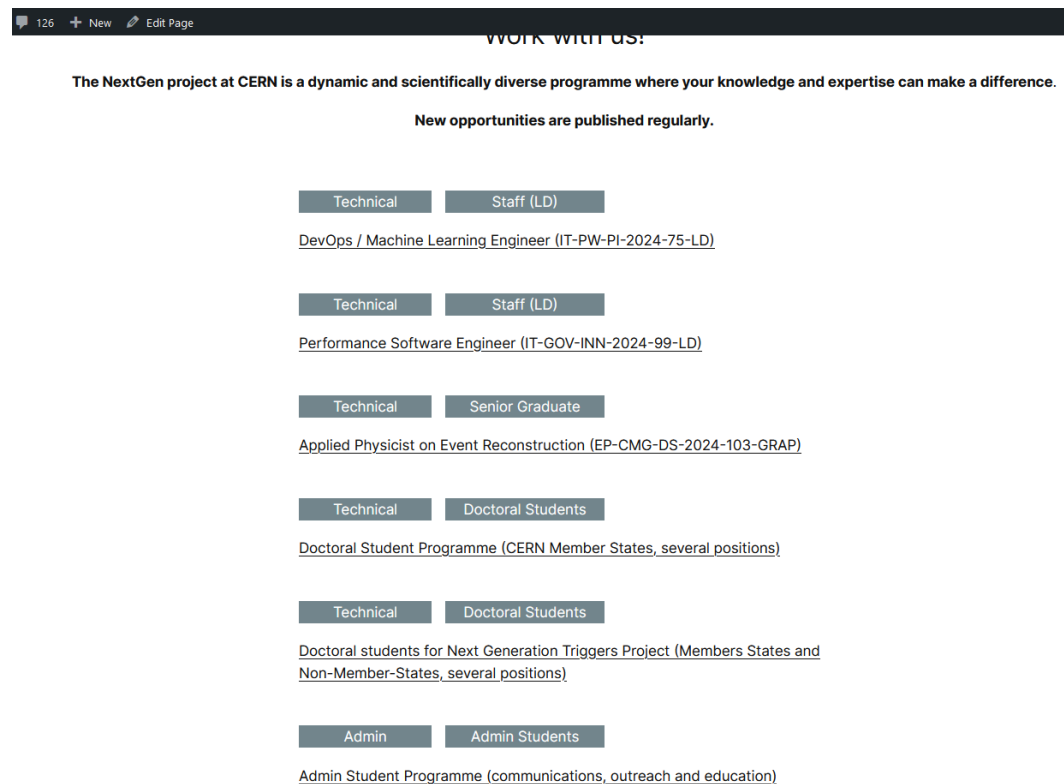 126 New Edit Page
Work with us!
The NextGen project at CERN is a dynamic and scientifically diverse programme where your knowledge and expertise can make a difference.
New opportunities are published regularly.
Technical Staff (LD)
DevOps / Machine Learning Engineer (IT-PW-PI-2024-75-LD)
Technical Staff (LD)
Performance Software Engineer (IT-GOV-INN-2024-99-LD)
Technical Senior Graduate
Applied Physicist on Event Reconstruction (EP-CMG-DS-2024-103-GRAP)
Technical Doctoral Students
Doctoral Student Programme (CERN Member States, several positions)
Technical Doctoral Students
Doctoral students for Next Generation Triggers Project (Members States and
Non-Member-States, several positions)
Admin Admin Students
Admin Student Programme (communications, outreach and education)